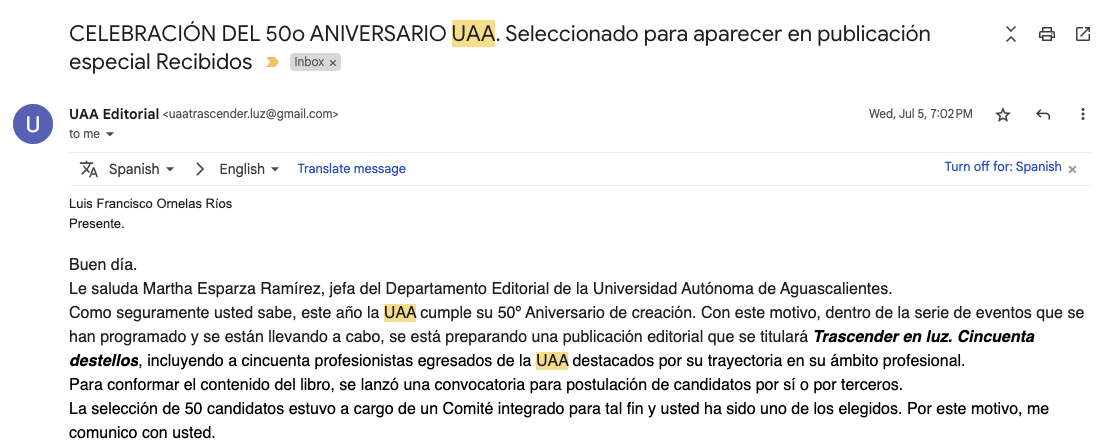 CELEBRACIÓN DEL 50o ANIVERSARIO UAA. Seleccionado para aparecer en publicación
especial Recibidos Inbox ×
UAA Editorial <uaatrascender.luz@gmail.com> Wed, Jul 5, 7:02 PM
to me
Spanish > English Translate message Turn off for: Spanish ×
Luis Francisco Ornelas Ríos
Presente.
Buen día.
Le saluda Martha Esparza Ramírez, jefa del Departamento Editorial de la Universidad Autónoma de Aguascalientes.
Como seguramente usted sabe, este año la UAA cumple su 50º Aniversario de creación. Con este motivo, dentro de la serie de eventos que se
han programado y se están llevando a cabo, se está preparando una publicación editorial que se titulará Trascender en luz. Cincuenta
destellos, incluyendo a cincuenta profesionistas egresados de la UAA destacados por su trayectoria en su ámbito profesional.
Para conformar el contenido del libro, se lanzó una convocatoria para postulación de candidatos por sí o por terceros.
La selección de 50 candidatos estuvo a cargo de un Comité integrado para tal fin y usted ha sido uno de los elegidos. Por este motivo, me
comunico con usted.